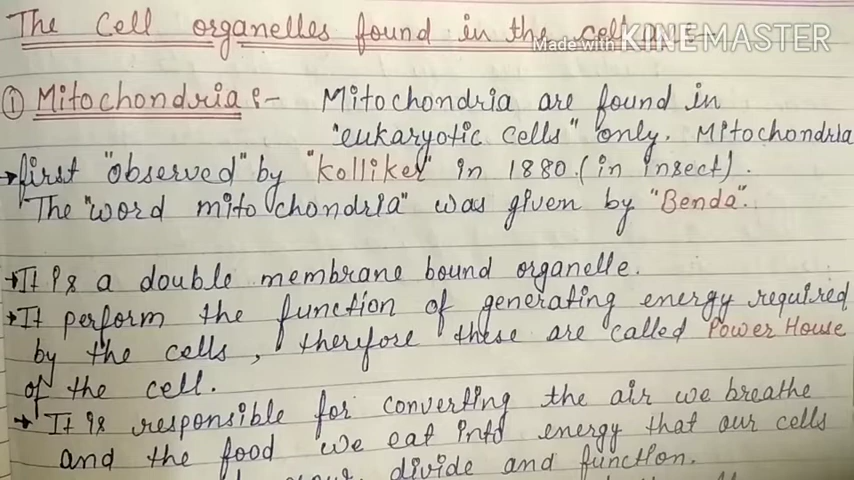 The Cell organelles found in the cell are :-
Made with KINEMASTER
① Mitochondria :- Mitochondria are found in
"eukaryotic cells" only. Mitochondria
→ first "observed" by "Kolliker" in 1880. (in insect).
The "word mitochondria" was given by "Benda".
→ It is a double membrane bound organelle.
→ It perform the function of generating energy required
by the cells, therefore these are called Power House
of the cell.
→ It is responsible for converting the air we breathe
and the food we eat into energy that our cells
divide and function.